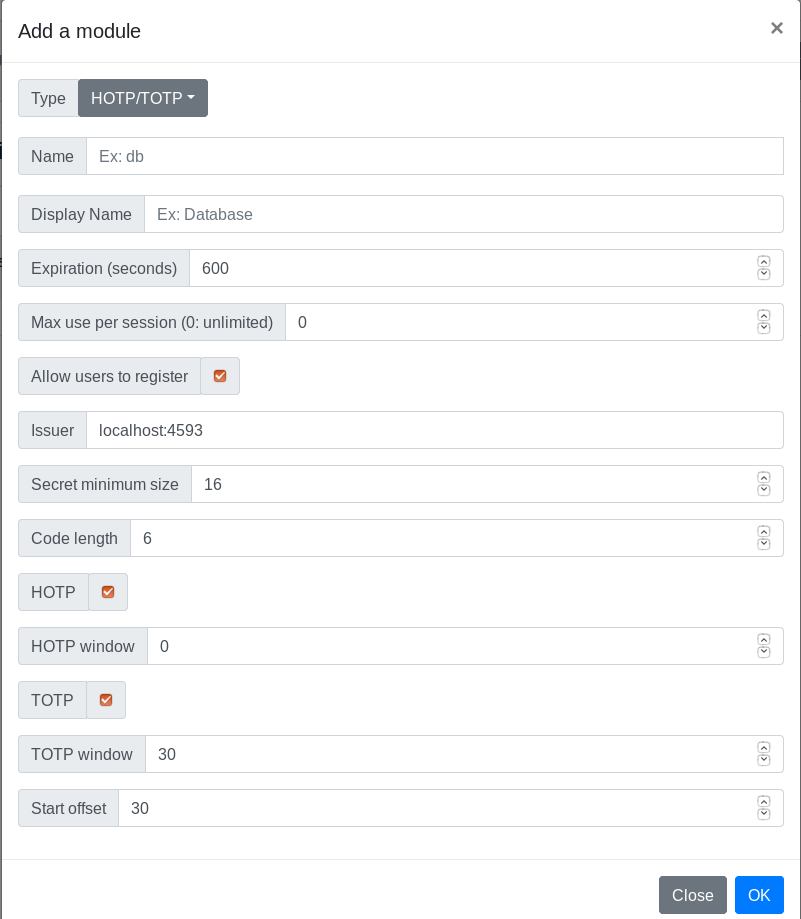 Add a module ×
Type HOTP/TOTP
Name Ex: db
Display Name Ex: Database
Expiration (seconds) 600
Max use per session (0: unlimited) 0
Allow users to register
Issuer localhost:4593
Secret minimum size 16
Code length 6
HOTP
HOTP window 0
TOTP
TOTP window 30
Start offset 30
Close OK